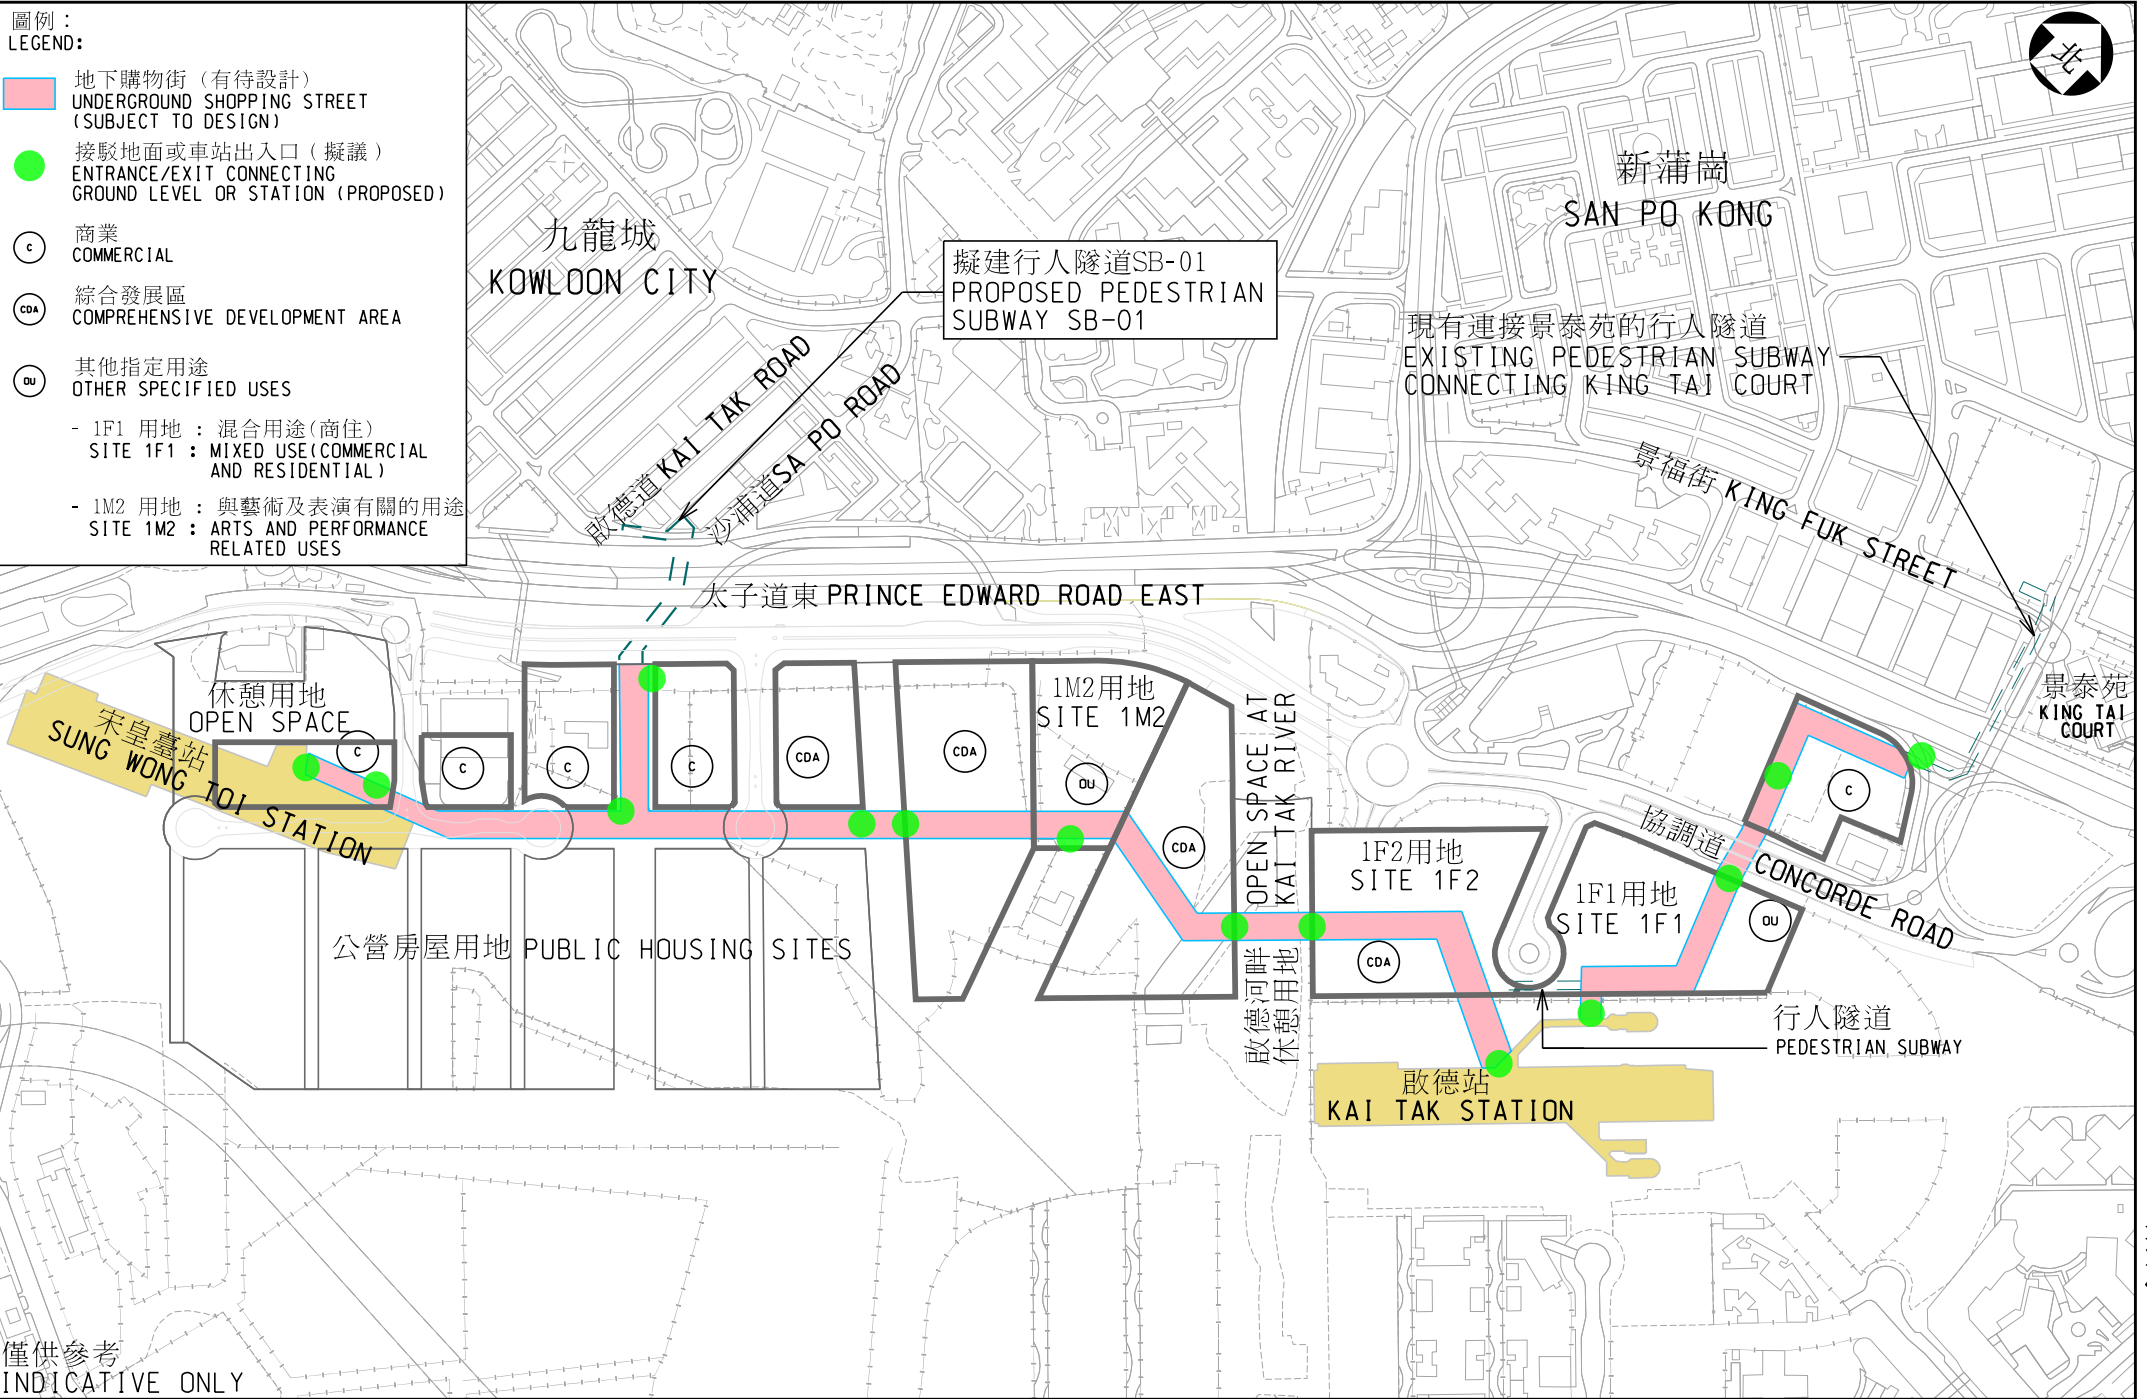 圖例：
LEGEND:
地下購物街（有待設計）
UNDERGROUND SHOPPING STREET
(SUBJECT TO DESIGN)
接駁地面或車站出入口（擬議）
ENTRANCE/EXIT CONNECTING
GROUND LEVEL OR STATION (PROPOSED)
C
商業
COMMERCIAL
CDA
綜合發展區
COMPREHENSIVE DEVELOPMENT AREA
OU
其他指定用途
OTHER SPECIFIED USES
- 1F1 用地 : 混合用途(商住)
SITE 1F1 : MIXED USE(COMMERCIAL
AND RESIDENTIAL)
- 1M2 用地 : 與藝術及表演有關的用途
SITE 1M2 : ARTS AND PERFORMANCE
RELATED USES
北
九龍城
KOWLOON CITY
新蒲崗
SAN PO KONG
擬建行人隧道SB-01
PROPOSED PEDESTRIAN
SUBWAY SB-01
現有連接景泰苑的行人隧道
EXISTING PEDESTRIAN SUBWAY
CONNECTING KING TAI COURT
啟德道 KAI TAK ROAD
沙浦道SA PO ROAD
景福街 KING FUK STREET
太子道東 PRINCE EDWARD ROAD EAST
休憩用地
OPEN SPACE
宋皇臺站
SUNG WONG TOI STATION
C
C
C
C
CDA
CDA
1M2用地
SITE 1M2
OU
CDA
OPEN SPACE AT
KAI TAK RIVER
啟德河畔
休憩用地
1F2用地
SITE 1F2
CDA
1F1用地
SITE 1F1
OU
協調道 CONCORDE ROAD
C
景泰苑
KING TAI
COURT
公營房屋用地 PUBLIC HOUSING SITES
行人隧道
PEDESTRIAN SUBWAY
啟德站
KAI TAK STATION
僅供參考
INDICATIVE ONLY